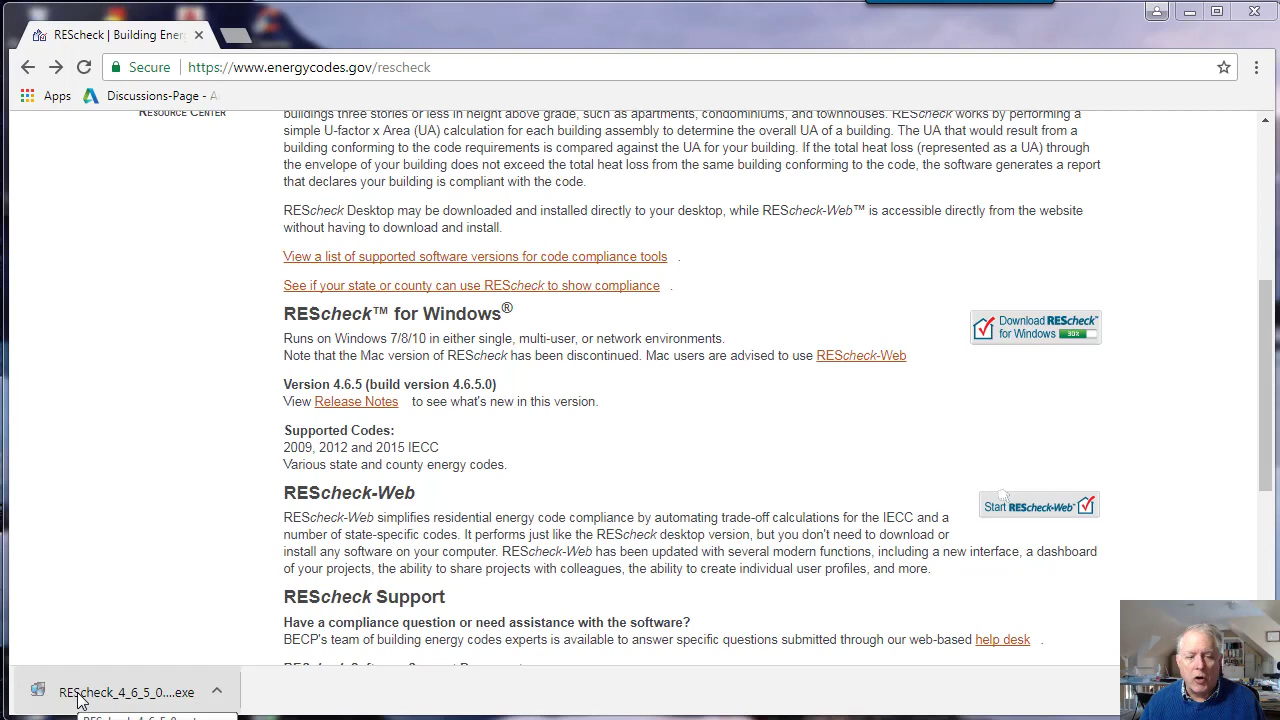 REScheck | Building Ener
Secure https://www.energycodes.gov/rescheck
Apps Discussions-Page - A
RESOURCE CENTER
buildings three stories or less in height above grade, such as apartments, condominiums, and townhouses. REScheck works by performing a
simple U-factor x Area (UA) calculation for each building assembly to determine the overall UA of a building. The UA that would result from a
building conforming to the code requirements is compared against the UA for your building. If the total heat loss (represented as a UA) through
the envelope of your building does not exceed the total heat loss from the same building conforming to the code, the software generates a report
that declares your building is compliant with the code.
REScheck Desktop may be downloaded and installed directly to your desktop, while REScheck-Web™ is accessible directly from the website
without having to download and install.
View a list of supported software versions for code compliance tools .
See if your state or county can use REScheck to show compliance .
REScheck™ for Windows®
Download REScheck™
for Windows 30%
Runs on Window 7/8/10 in either single, multi-user, or network environments.
Note that the Mac version of REScheck has been discontinued. Mac users are advised to use REScheck-Web
Version 4.6.5 (build version 4.6.5.0)
View Release Notes to see what's new in this version.
Supported Codes:
2009, 2012 and 2015 IECC
Various state and county energy codes.
REScheck-Web
Start REScheck-Web™
REScheck-Web simplifies residential energy code compliance by automating trade-off calculations for the IECC and a
number of state-specific codes. It performs just like the REScheck desktop version, but you don't need to download or
install any software on your computer. REScheck-Web has been updated with several modern functions, including a new interface, a dashboard
of your projects, the ability to share projects with colleagues, the ability to create individual user profiles, and more.
REScheck Support
Have a compliance question or need assistance with the software?
BECP's team of building energy codes experts is available to answer specific questions submitted through our web-based help desk .
REScheck_4_6_5_0....exe